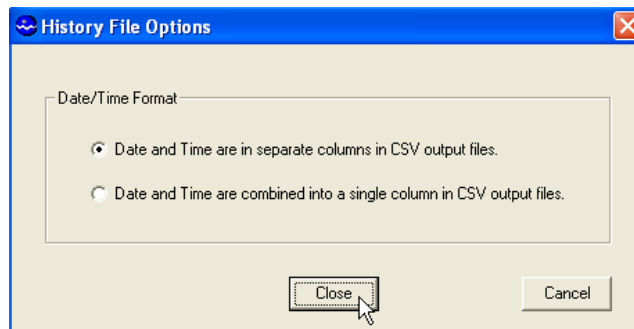 History File Options
Date/Time Format
Date and Time are in separate columns in CSV output files.
Date and Time are combined into a single column in CSV output files.
Close
Cancel